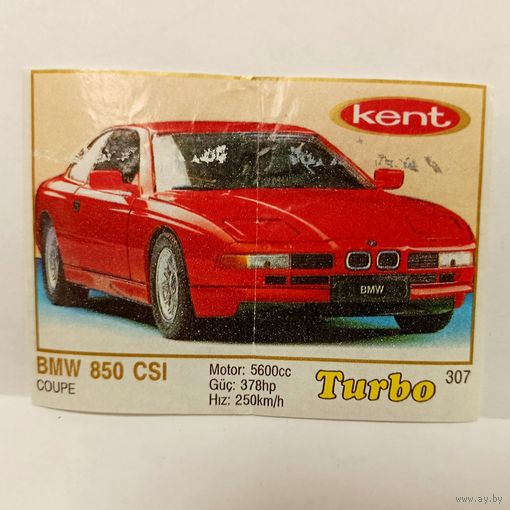 kent
BMW
BMW 850 CSI
COUPE
Motor: 5600cc
Güç: 378hp
Hız: 250km/h
Turbo
307
www.ay.by